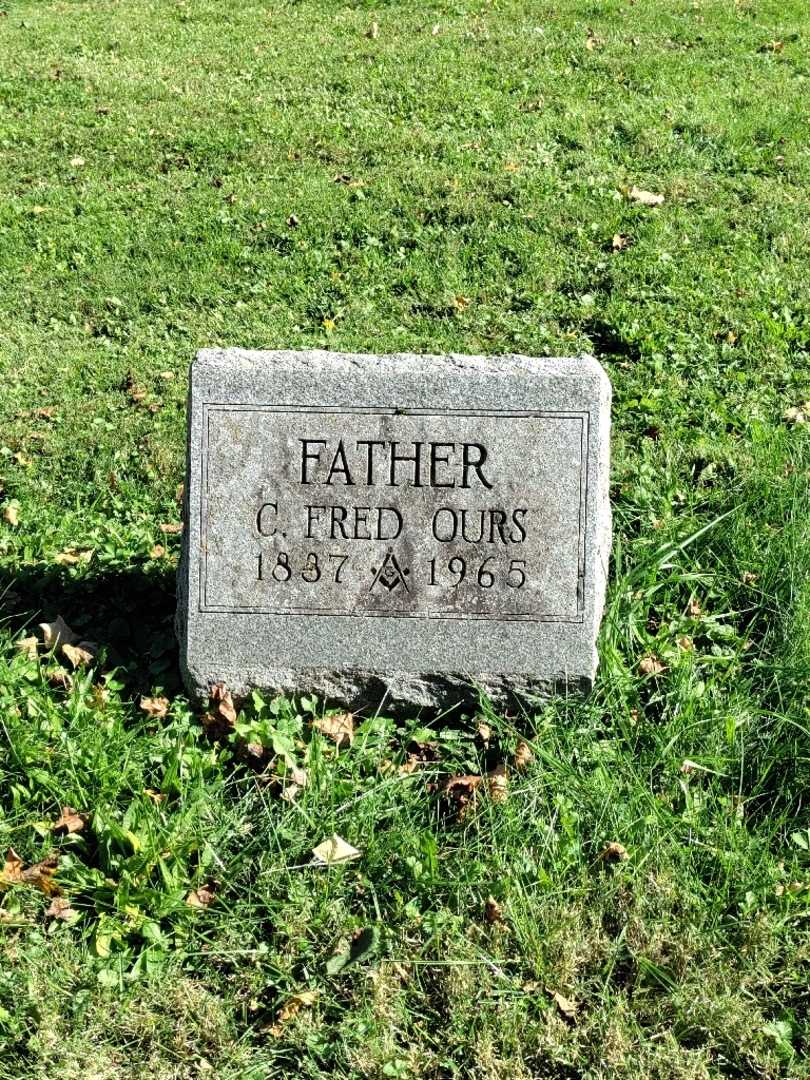 FATHER
C. FRED OURS
1887 1965